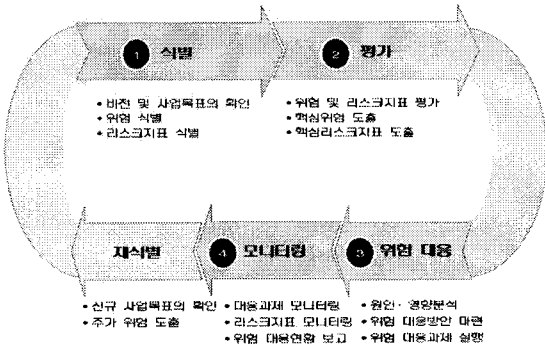 1 식별
2 평가
• 비전 및 사업목표의 확인
• 위험 식별
• 리스크지표 식별
• 위험 및 리스크지표 평가
• 핵심위험 도출
• 핵심리스크지표 도출
재식별
4 모니터링
3 위험 대응
• 신규 사업목표의 확인
• 추가 위험 도출
• 대응과제 모니터링
• 리스크지표 모니터링
• 위험 대응현황 보고
• 원인· 영향분석
• 위험 대응방안 마련
• 위험 대응과제 실행